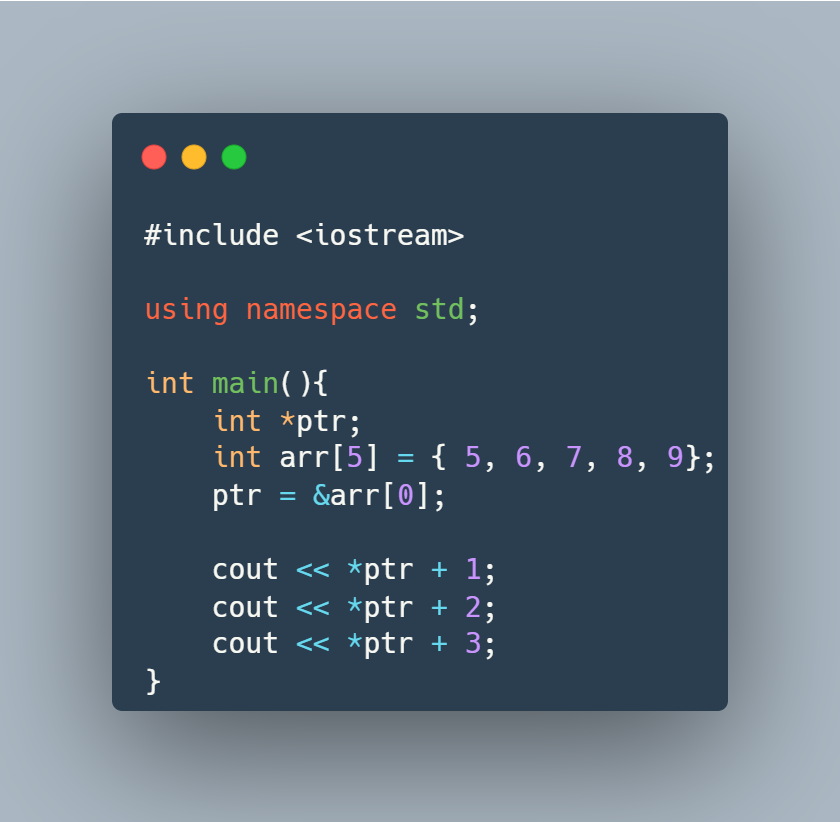 #include <iostream>
using namespace std;
int main(){
    int *ptr;
    int arr[5] = { 5, 6, 7, 8, 9};
    ptr = &arr[0];
    cout << *ptr + 1;
    cout << *ptr + 2;
    cout << *ptr + 3;
}